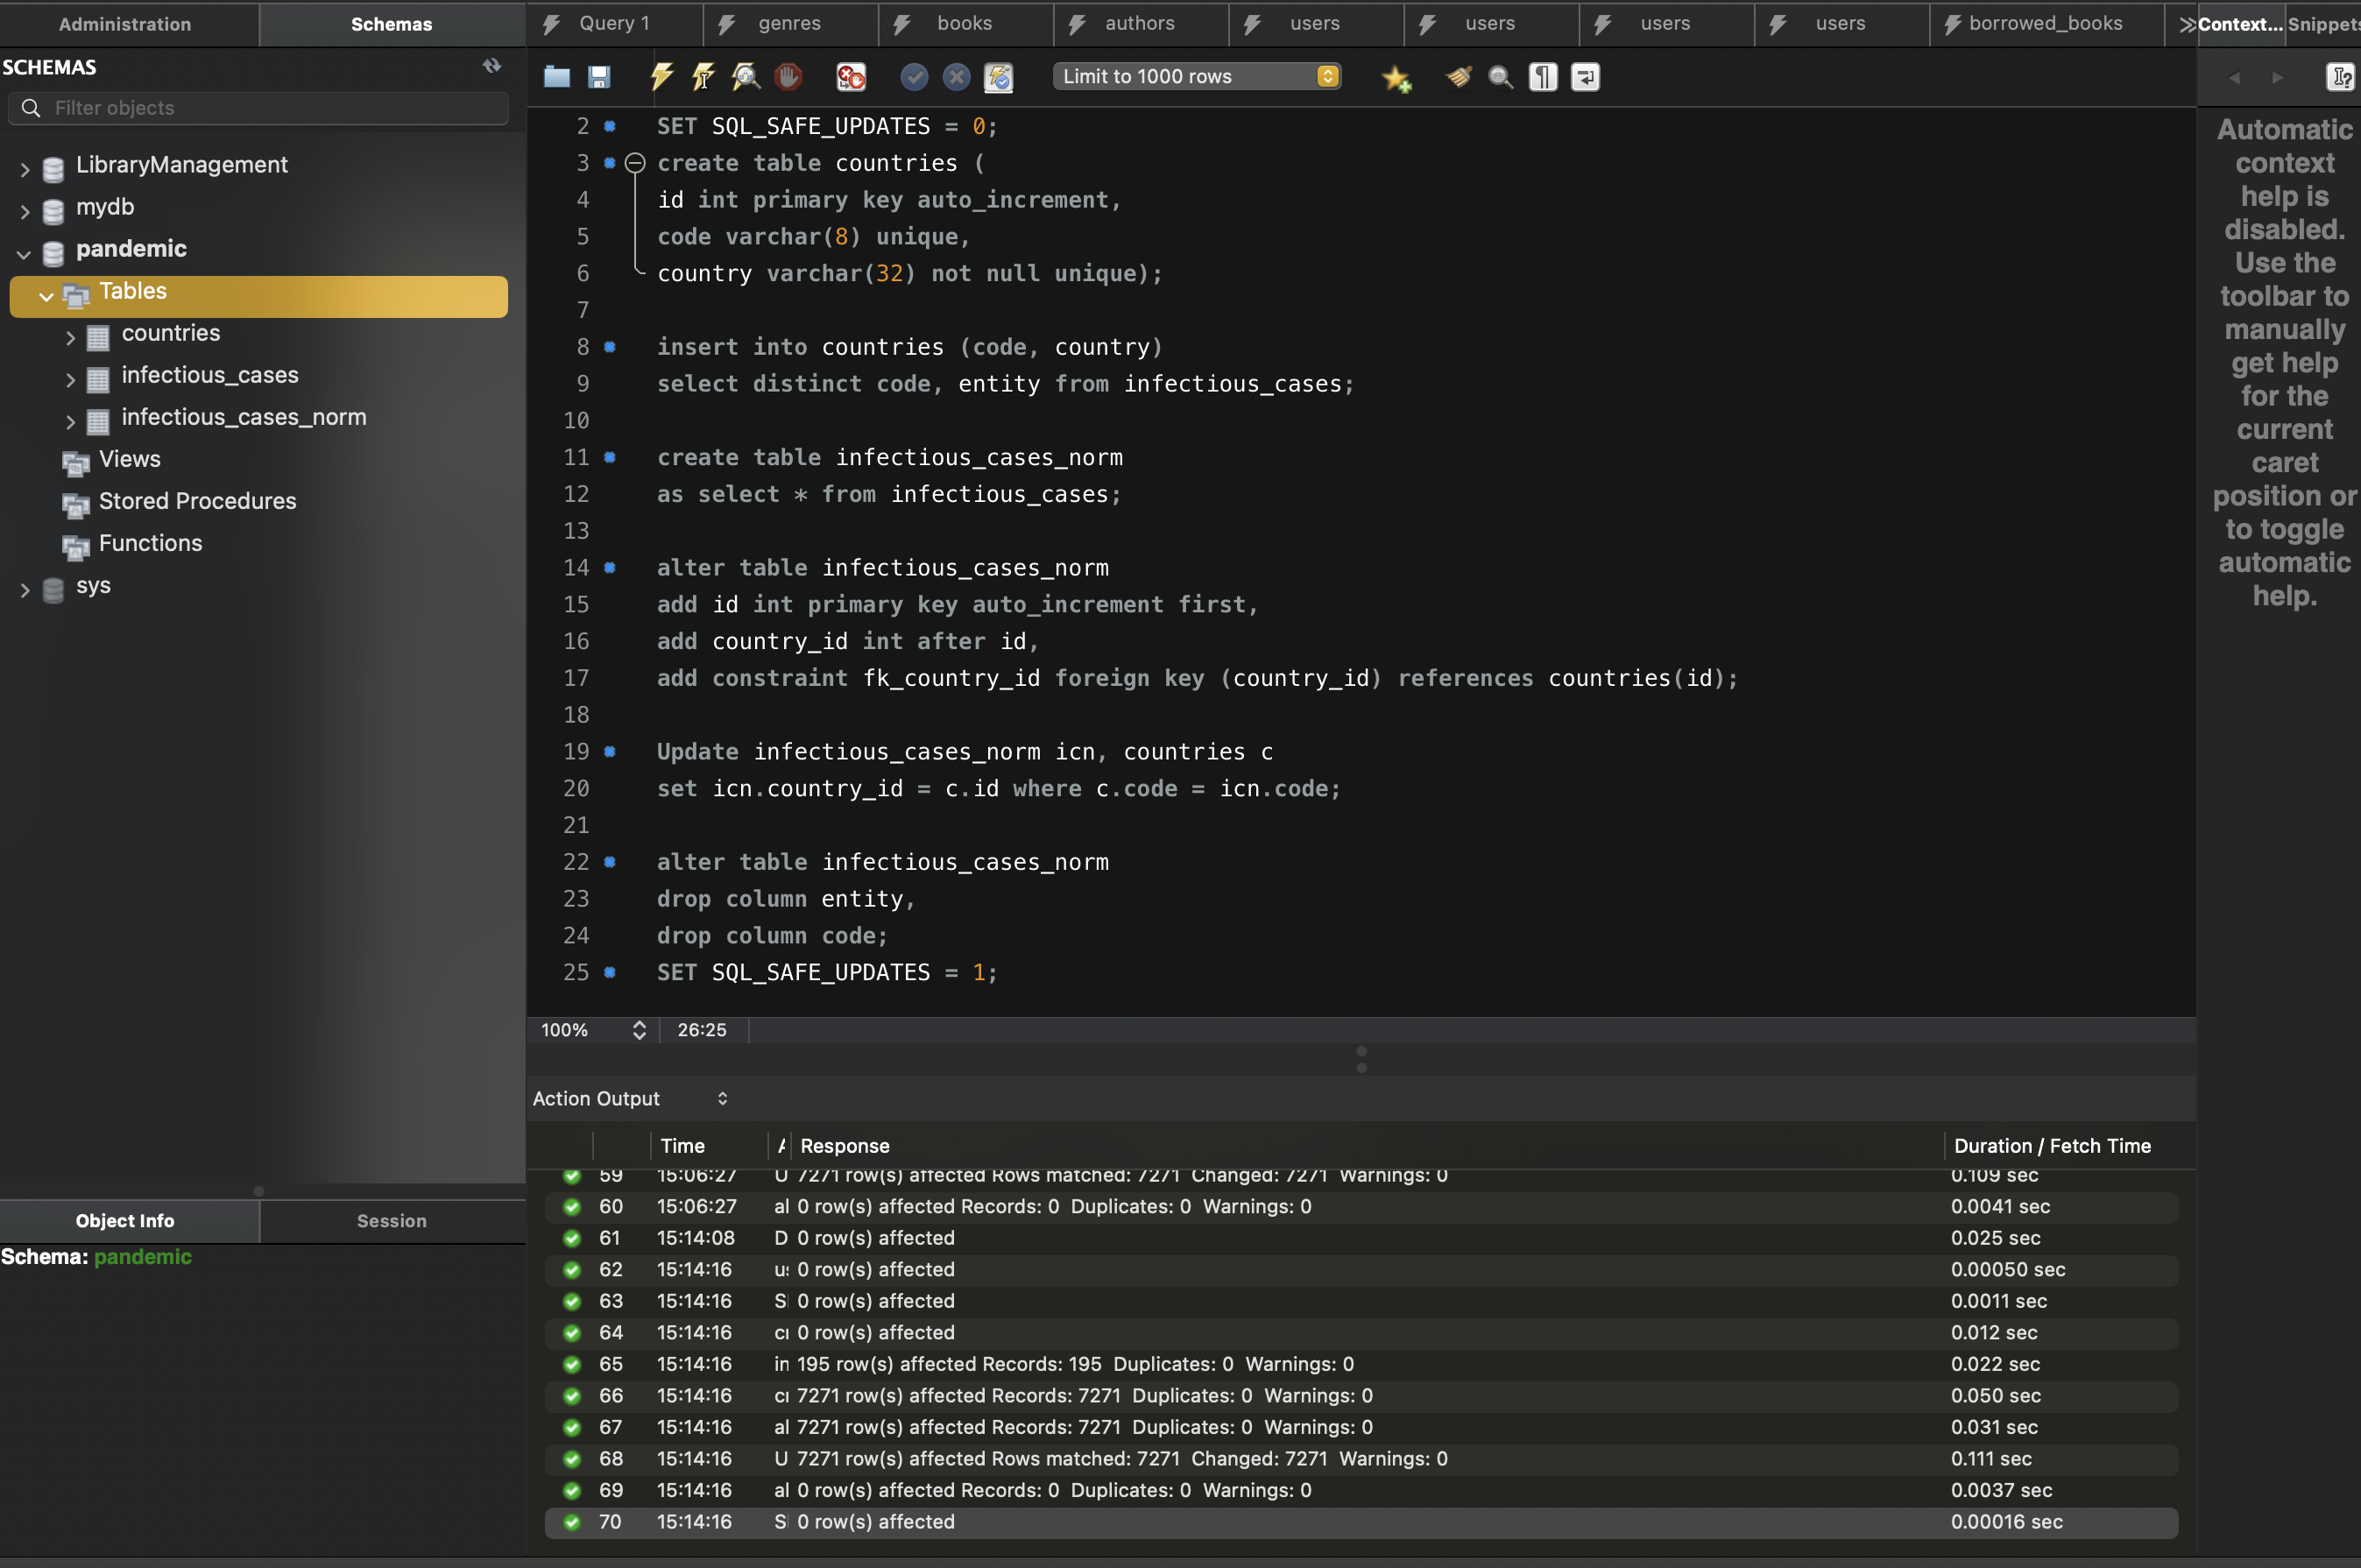 Administration
Schemas
SCHEMAS
Filter objects
LibraryManagement
mydb
pandemic
Tables
countries
infectious_cases
infectious_cases_norm
Views
Stored Procedures
Functions
sys
Object Info
Session
Schema: pandemic
Query 1
genres
books
authors
users
users
users
users
borrowed_books
Limit to 1000 rows
2 SET SQL_SAFE_UPDATES = 0;
3 create table countries (
4 id int primary key auto_increment,
5 code varchar(8) unique,
6 country varchar(32) not null unique);
7
8 insert into countries (code, country)
9 select distinct code, entity from infectious_cases;
10
11 create table infectious_cases_norm
12 as select * from infectious_cases;
13
14 alter table infectious_cases_norm
15 add id int primary key auto_increment first,
16 add country_id int after id,
17 add constraint fk_country_id foreign key (country_id) references countries(id);
18
19 Update infectious_cases_norm icn, countries c
20 set icn.country_id = c.id where c.code = icn.code;
21
22 alter table infectious_cases_norm
23 drop column entity,
24 drop column code;
25 SET SQL_SAFE_UPDATES = 1;
100%
26:25
Action Output
Time Response Duration / Fetch Time
59 15:06:27 U 7271 row(s) affected Rows matched: 7271 Changed: 7271 Warnings: 0 0.109 sec
60 15:06:27 al 0 row(s) affected Records: 0 Duplicates: 0 Warnings: 0 0.0041 sec
61 15:14:08 D 0 row(s) affected 0.025 sec
62 15:14:16 us 0 row(s) affected 0.00050 sec
63 15:14:16 S 0 row(s) affected 0.0011 sec
64 15:14:16 cr 0 row(s) affected 0.012 sec
65 15:14:16 in 195 row(s) affected Records: 195 Duplicates: 0 Warnings: 0 0.022 sec
66 15:14:16 cr 7271 row(s) affected Records: 7271 Duplicates: 0 Warnings: 0 0.050 sec
67 15:14:16 al 7271 row(s) affected Records: 7271 Duplicates: 0 Warnings: 0 0.031 sec
68 15:14:16 U 7271 row(s) affected Rows matched: 7271 Changed: 7271 Warnings: 0 0.111 sec
69 15:14:16 al 0 row(s) affected Records: 0 Duplicates: 0 Warnings: 0 0.0037 sec
70 15:14:16 S 0 row(s) affected 0.00016 sec
Context...
Snippets
Automatic
context
help is
disabled.
Use the
toolbar to
manually
get help
for the
current
caret
position or
to toggle
automatic
help.